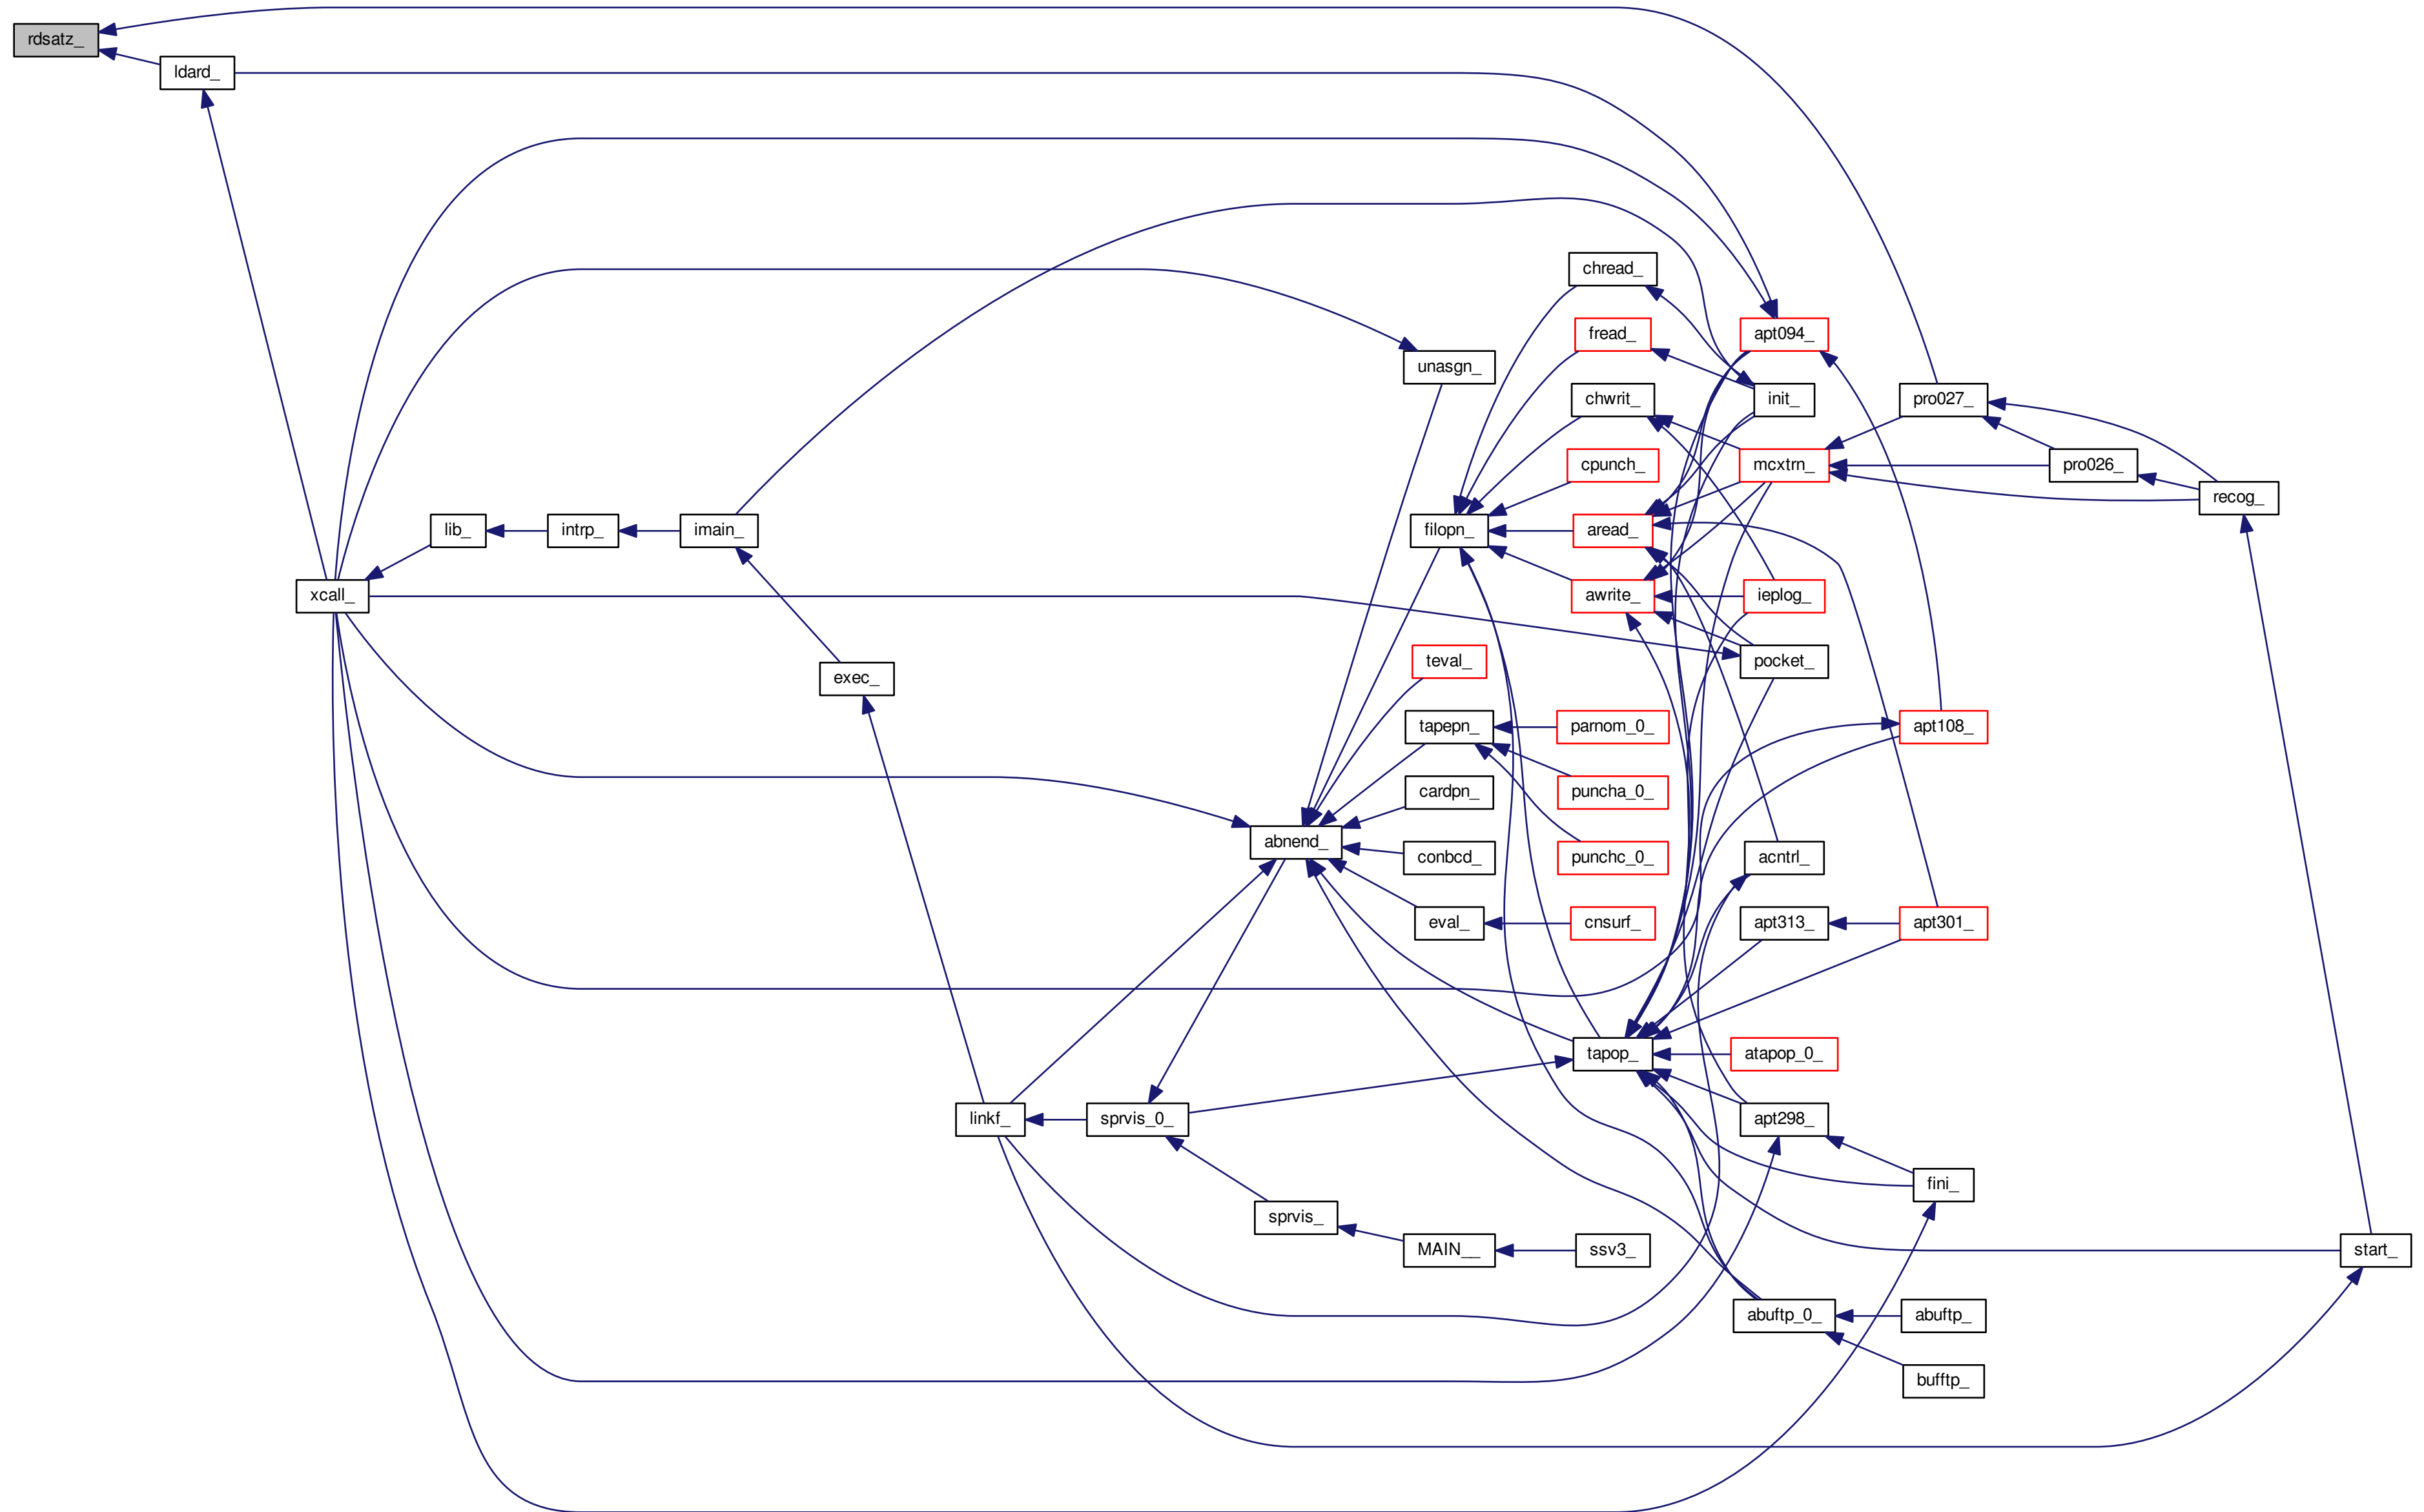 rdsatz_
ldard_
chread_
fread_
apt094_
unasgn_
chwrit_
init_
pro027_
cpunch_
mcxtrn_
pro026_
recog_
lib_
intrp_
imain_
filopn_
aread_
xcall_
awrite_
ieplog_
exec_
teval_
pocket_
tapepn_
parnom_0_
apt108_
cardpn_
puncha_0_
abnend_
conbcd_
punchc_0_
acntrl_
eval_
cnsurf_
apt313_
apt301_
tapop_
atapop_0_
linkf_
sprvis_0_
apt298_
sprvis_
fini_
MAIN__
ssv3_
start_
abuftp_0_
abuftp_
bufftp_